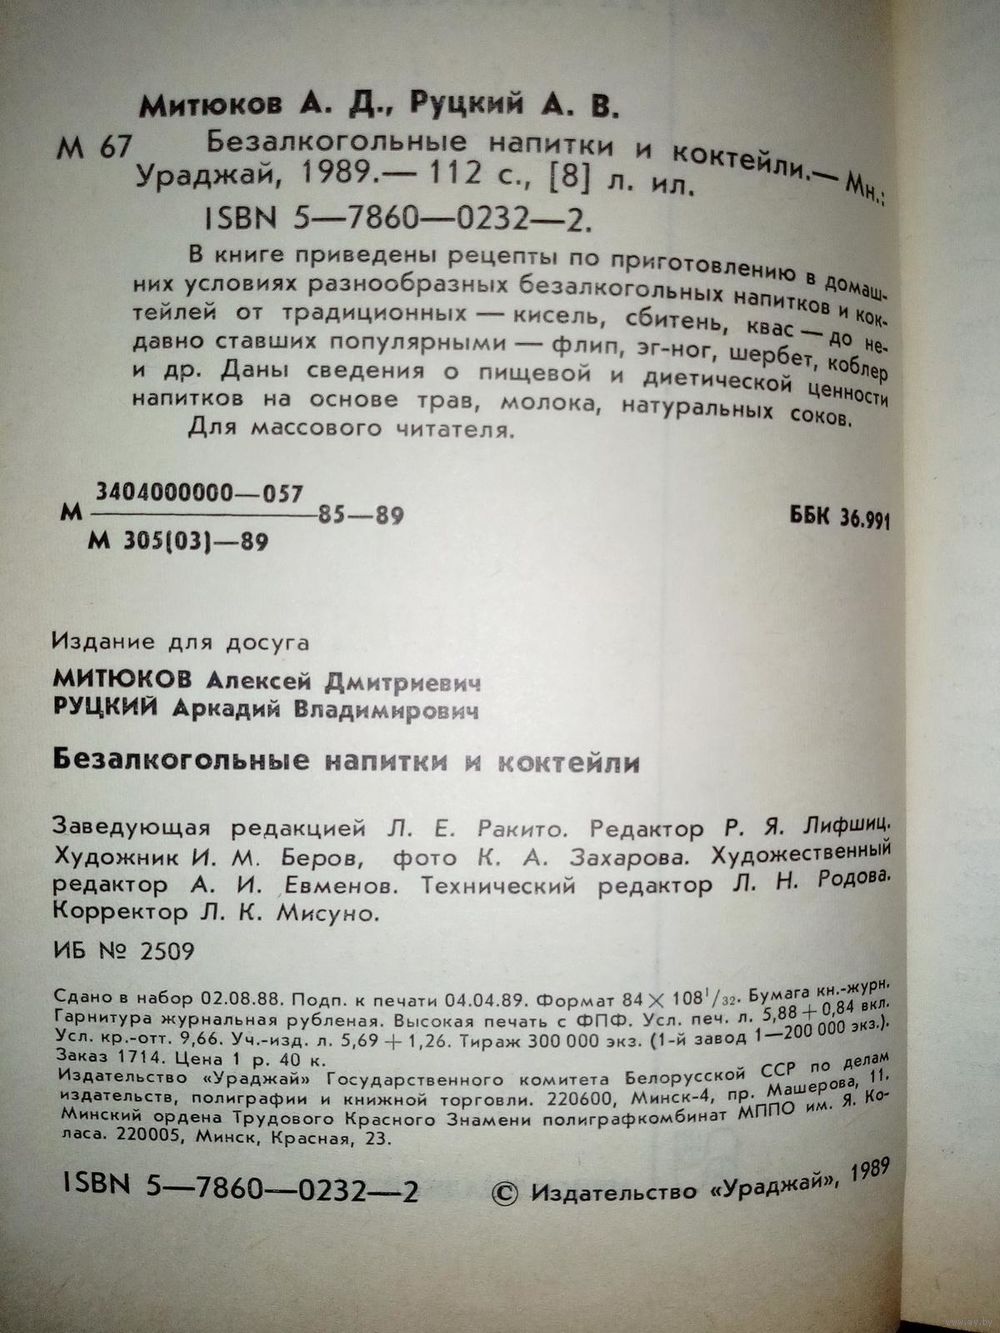 Митюков А. Д., Руцкий А. В.
М 67 Безалкогольные напитки и коктейли.— Мн.:
Ураджай, 1989.— 112 с., [8] л. ил.
ISBN 5—7860—0232—2.
В книге приведены рецепты по приготовлению в домаш-
них условиях разнообразных безалкогольных напитков и кок-
тейлей от традиционных — кисель, сбитень, квас — до не-
давно ставших популярными — флип, эг-ног, шербет, коблер
и др. Даны сведения о пищевой и диетической ценности
напитков на основе трав, молока, натуральных соков.
Для массового читателя.
3404000000—057
М 85—89
М 305(03)—89
ББК 36.991
Издание для досуга
МИТЮКОВ Алексей Дмитриевич
РУЦКИЙ Аркадий Владимирович
Безалкогольные напитки и коктейли
Заведующая редакцией Л. Е. Ракито. Редактор Р. Я. Лифшиц.
Художник И. М. Беров, фото К. А. Захарова. Художественный
редактор А. И. Евменов. Технический редактор Л. Н. Родова.
Корректор Л. К. Мисуно.
ИБ № 2509
Сдано в набор 02.08.88. Подп. к печати 04.04.89. Формат 84×108¹/₃₂. Бумага кн.-журн.
Гарнитура журнальная рубленая. Высокая печать с ФПФ. Усл. печ. л. 5,88+0,84 вкл.
Усл. кр.-отт. 9,66. Уч.-изд. л. 5,69+1,26. Тираж 300 000 экз. (1-й завод 1—200 000 экз.).
Заказ 1714. Цена 1 р. 40 к.
Издательство «Ураджай» Государственного комитета Белорусской ССР по делам
издательств, полиграфии и книжной торговли. 220600, Минск-4, пр. Машерова, 11.
Минский ордена Трудового Красного Знамени полиграфкомбинат МППО им. Я. Ко-
ласа. 220005, Минск, Красная, 23.
ISBN 5—7860—0232—2
© Издательство «Ураджай», 1989
www.ay.by